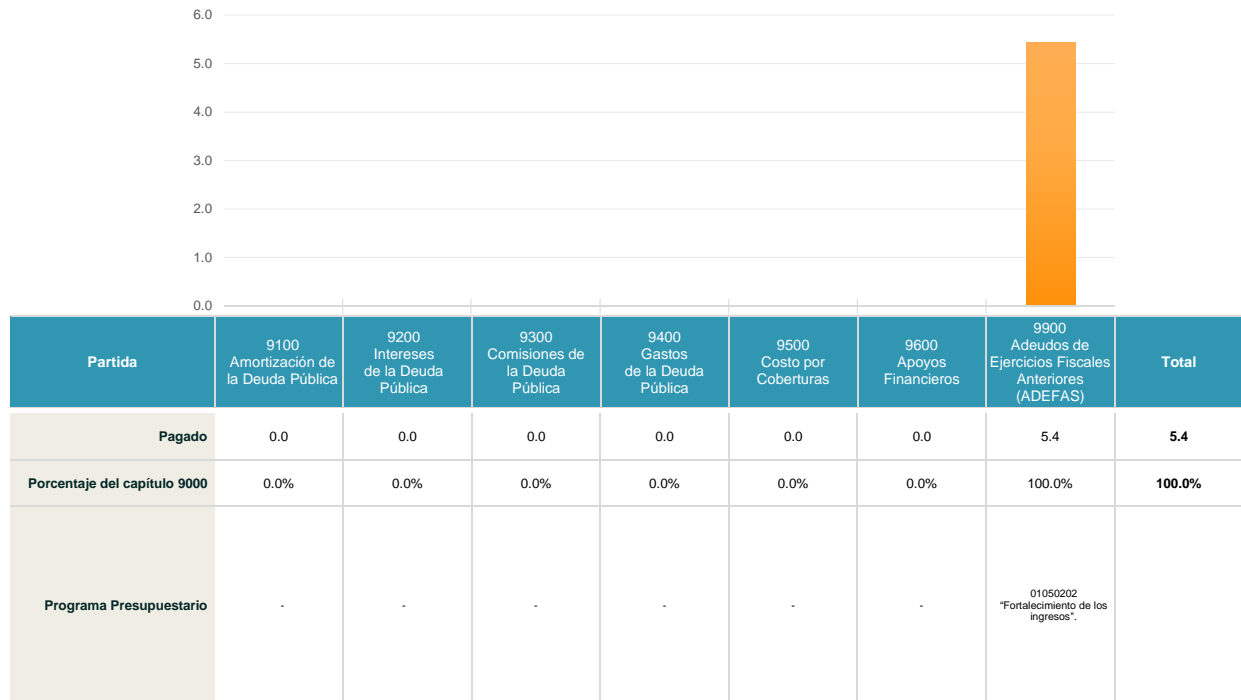 6.0
5.0
4.0
3.0
2.0
1.0
0.0
Partida
9100
Amortización de
la Deuda Pública
9200
Intereses
de la Deuda
Pública
9300
Comisiones de
la Deuda
Pública
9400
Gastos
de la Deuda
Pública
9500
Costo por
Coberturas
9600
Apoyos
Financieros
9900
Adeudos de
Ejercicios Fiscales
Anteriores
(ADEFAS)
Total
Pagado 0.0 0.0 0.0 0.0 0.0 0.0 5.4 5.4
Porcentaje del capítulo 9000 0.0% 0.0% 0.0% 0.0% 0.0% 0.0% 100.0% 100.0%
Programa Presupuestario - - - - - -
01050202
“Fortalecimiento de los
ingresos”.